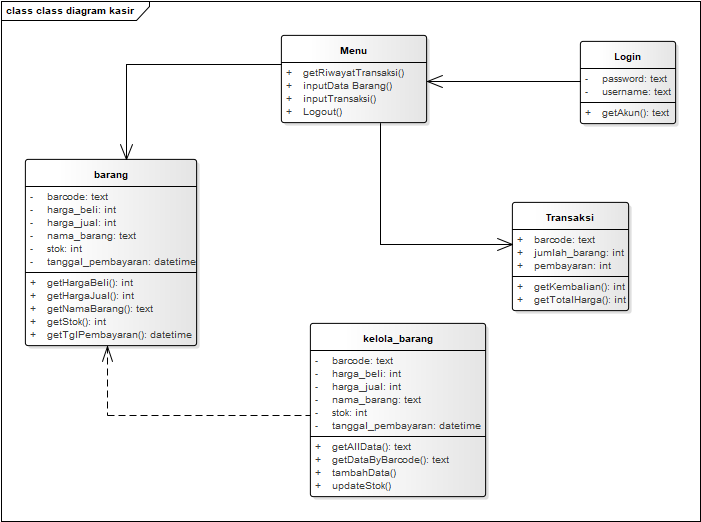 class class diagram kasir
Menu
+ getRiwayatTransaksi()
+ inputData Barang()
+ inputTransaksi()
+ Logout()
Login
- password: text
- username: text
+ getAkun(): text
barang
- barcode: text
- harga_beli: int
- harga_jual: int
- nama_barang: text
- stok: int
- tanggal_pembayaran: datetime
+ getHargaBeli(): int
+ getHargaJual(): int
+ getNamaBarang(): text
+ getStok(): int
+ getTglPembayaran(): datetime
Transaksi
+ barcode: text
+ jumlah_barang: int
+ pembayaran: int
+ getKembalian(): int
+ getTotalHarga(): int
kelola_barang
- barcode: text
- harga_beli: int
- harga_jual: int
- nama_barang: text
- stok: int
- tanggal_pembayaran: datetime
+ getAllData(): text
+ getDataByBarcode(): text
+ tambahData()
+ updateStok()